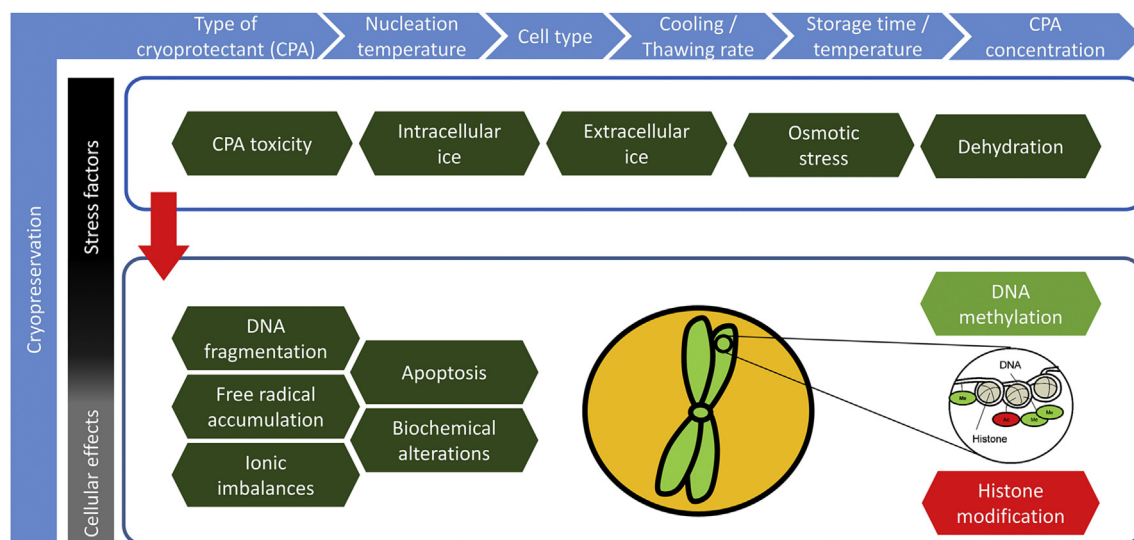 Type of
cryoprotectant (CPA)
Nucleation
temperature
Cell type
Cooling /
Thawing rate
Storage time /
temperature
CPA
concentration
Cryopreservation
Stress factors
CPA toxicity
Intracellular
ice
Extracellular
ice
Osmotic
stress
Dehydration
Cellular effects
DNA
fragmentation
Free radical
accumulation
Ionic
imbalances
Apoptosis
Biochemical
alterations
DNA
methylation
DNA
Me
Ac
Me
Me
Histone
Histone
modification